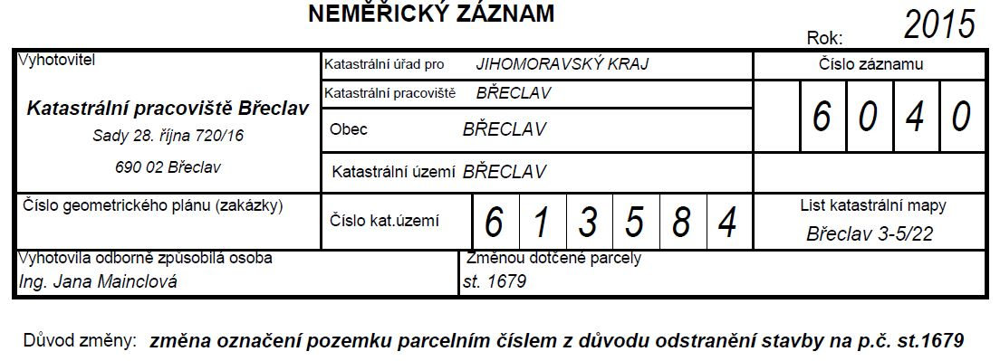 NEMĚŘICKÝ ZÁZNAM
Rok: 2015
Vyhotovitel
Katastrální pracoviště Břeclav
Sady 28. října 720/16
690 02 Břeclav
Katastrální úřad pro JIHOMORAVSKÝ KRAJ
Katastrální pracoviště BŘECLAV
Obec BŘECLAV
Katastrální území BŘECLAV
Číslo záznamu
6 0 4 0
Číslo geometrického plánu (zakázky)
Číslo kat.území 6 1 3 5 8 4
List katastrální mapy
Břeclav 3-5/22
Vyhotovila odborně způsobilá osoba
Ing. Jana Mainclová
Změnou dotčené parcely
st. 1679
Důvod změny: změna označení pozemku parcelním číslem z důvodu odstranění stavby na p.č. st.1679